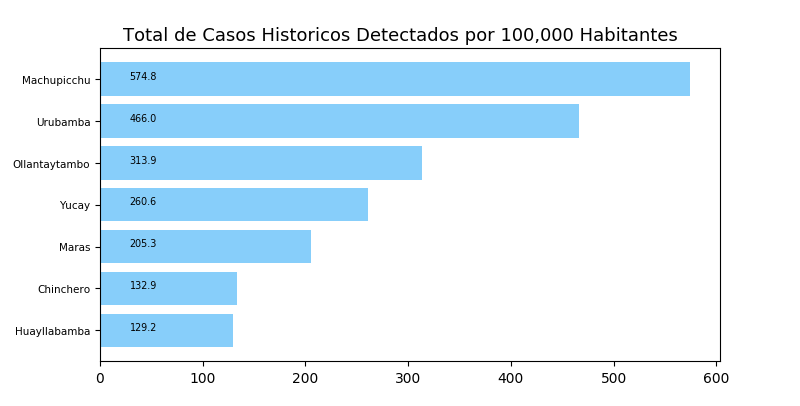 Total de Casos Historicos Detectados por 100,000 Habitantes
Machupicchu 574.8
Urubamba 466.0
Ollantaytambo 313.9
Yucay 260.6
Maras 205.3
Chinchero 132.9
Huayllabamba 129.2
0 100 200 300 400 500 600